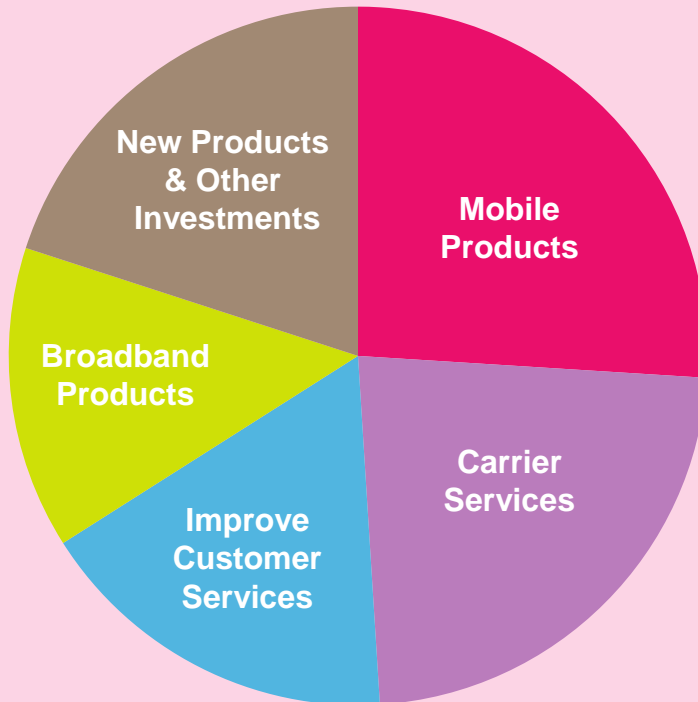 New Products
& Other
Investments
Mobile
Products
Broadband
Products
Carrier
Services
Improve
Customer
Services